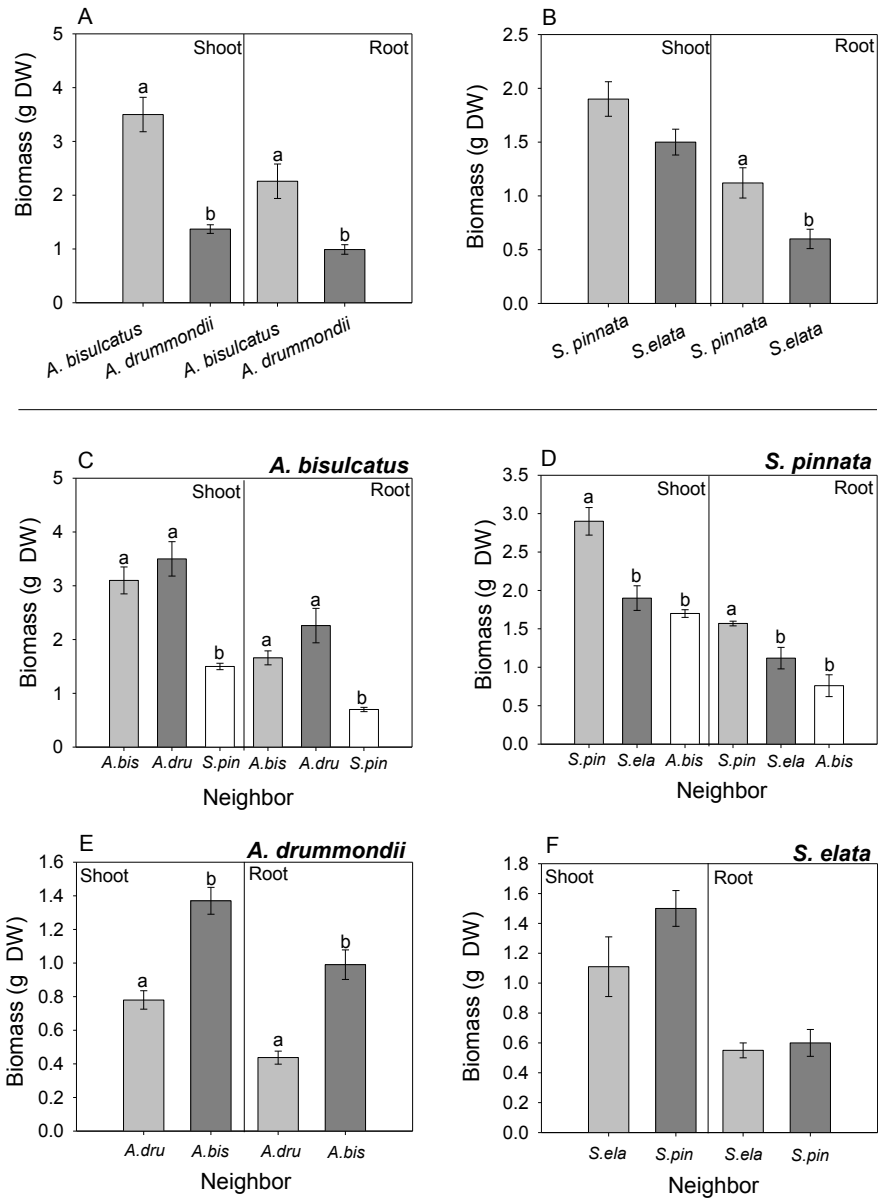 A
Shoot
Root
Biomass (g DW)
5
4
3
2
1
0
a
b
a
b
A. bisulcatus
A. drummondii
A. bisulcatus
A. drummondii
B
Shoot
Root
Biomass (g DW)
2.5
2.0
1.5
1.0
0.5
0.0
a
b
S. pinnata
S.elata
S. pinnata
S.elata
C
A. bisulcatus
Shoot
Root
Biomass (g DW)
5
4
3
2
1
0
a
a
b
a
a
b
A.bis
A.dru
S.pin
A.bis
A.dru
S.pin
Neighbor
D
S. pinnata
Shoot
Root
Biomass (g DW)
3.5
3.0
2.5
2.0
1.5
1.0
0.5
0.0
a
b
b
a
b
b
S.pin
S.ela
A.bis
S.pin
S.ela
A.bis
Neighbor
E
A. drummondii
Shoot
Root
Biomass (g DW)
1.6
1.4
1.2
1.0
0.8
0.6
0.4
0.2
0.0
a
b
a
b
A.dru
A.bis
A.dru
A.bis
Neighbor
F
S. elata
Shoot
Root
Biomass (g DW)
1.8
1.6
1.4
1.2
1.0
0.8
0.6
0.4
0.2
0.0
S.ela
S.pin
S.ela
S.pin
Neighbor